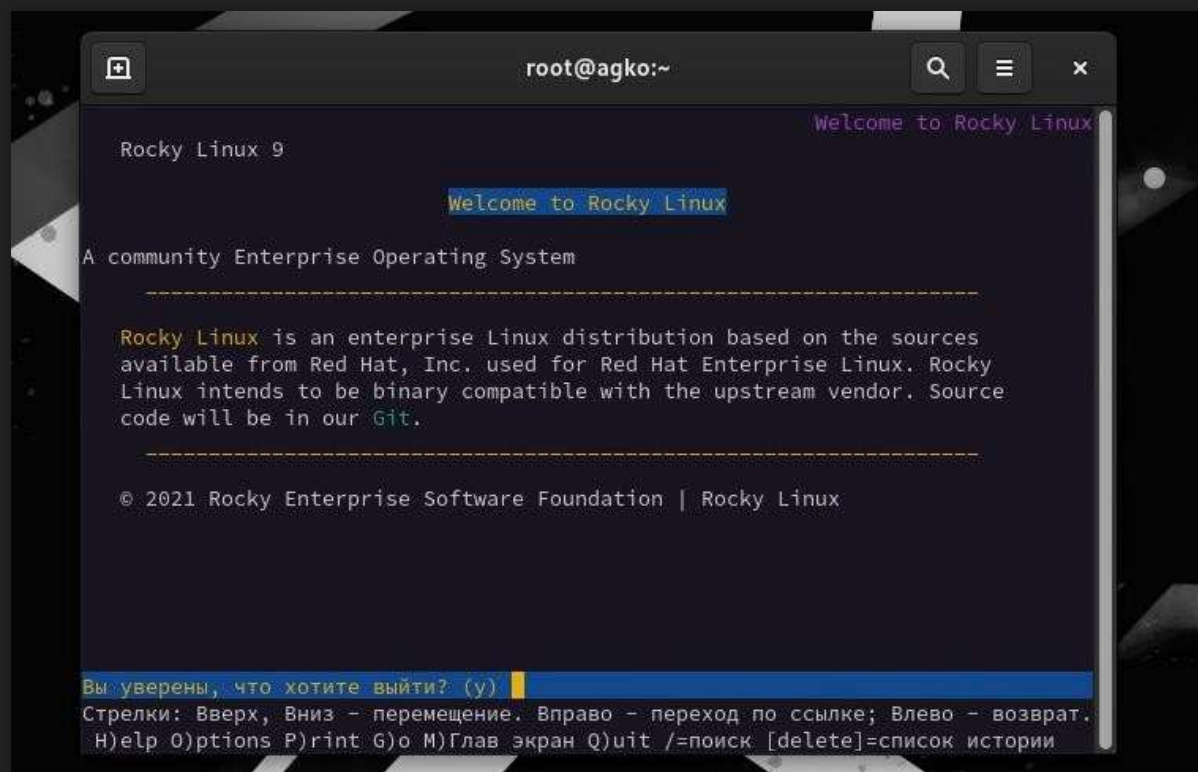 root@agko:~
Welcome to Rocky Linux
Rocky Linux 9
Welcome to Rocky Linux
A community Enterprise Operating System
Rocky Linux is an enterprise Linux distribution based on the sources
available from Red Hat, Inc. used for Red Hat Enterprise Linux. Rocky
Linux intends to be binary compatible with the upstream vendor. Source
code will be in our Git.
© 2021 Rocky Enterprise Software Foundation | Rocky Linux
Вы уверены, что хотите выйти? (y)
Стрелки: Вверх, Вниз - перемещение. Вправо - переход по ссылке; Влево - возврат.
H)elp O)ptions P)rint G)o M)Глав экран Q)uit /=поиск [delete]=список истории